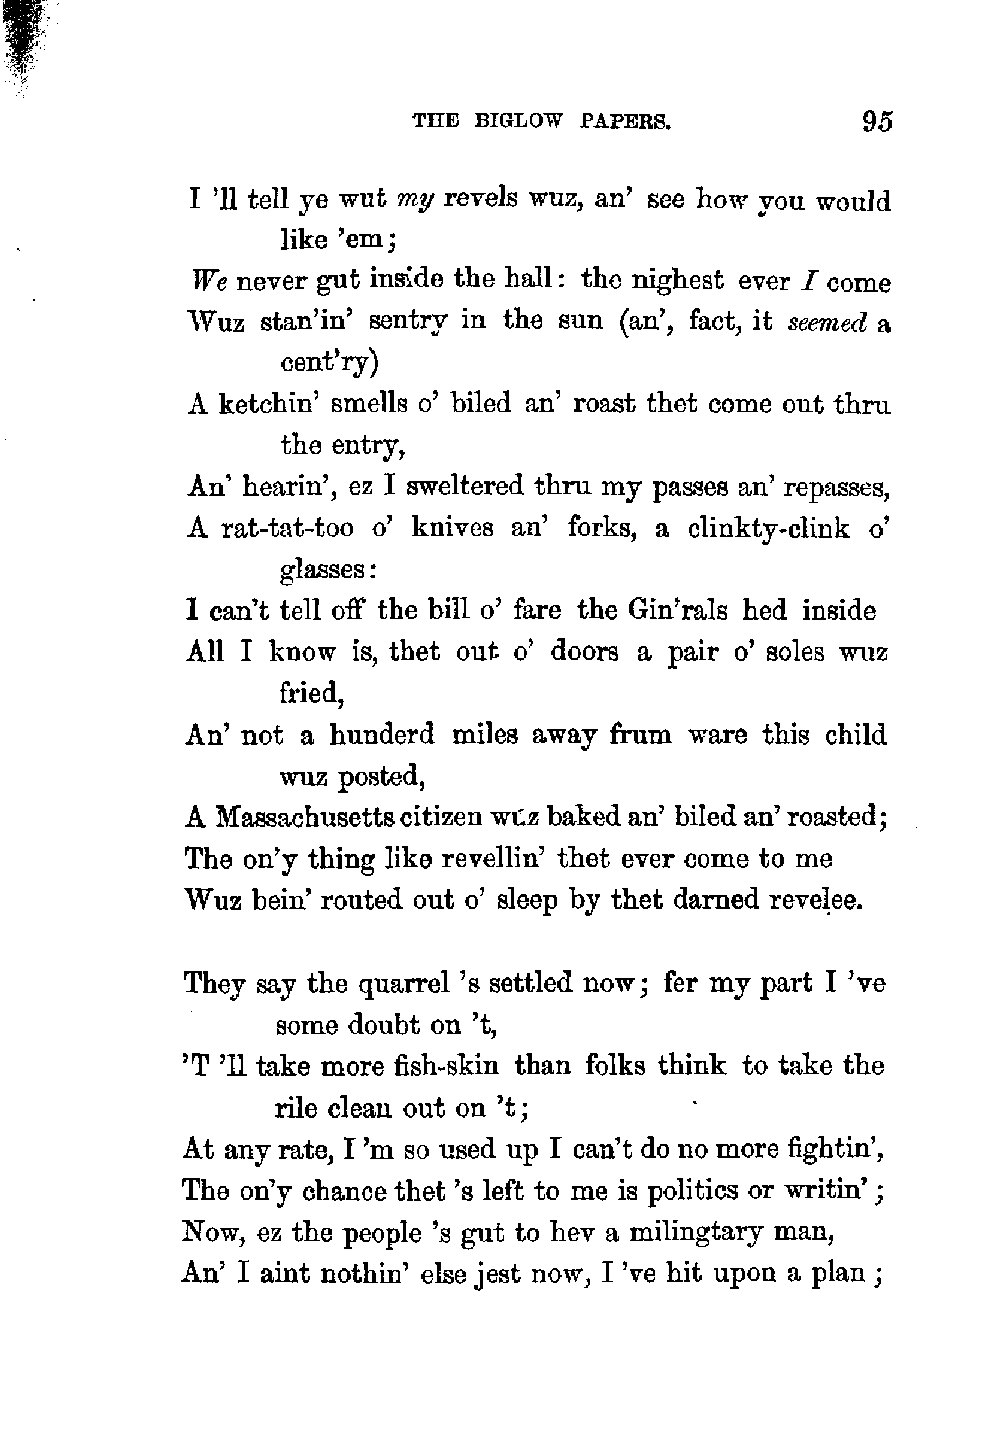 THE BIGLOW PAPERS. 95
I 'll tell ye wut my revels wuz, an' see how you would
like 'em;
We never gut inside the hall: the nighest ever I come
Wuz stan'in' sentry in the sun (an', fact, it seemed a
cent'ry)
A ketchin' smells o' biled an' roast thet come out thru
the entry,
An' hearin', ez I sweltered thru my passes an' repasses,
A rat-tat-too o' knives an' forks, a clinkty-clink o'
glasses:
I can't tell off the bill o' fare the Gin'rals hed inside
All I know is, thet out o' doors a pair o' soles wuz
fried,
An' not a hunderd miles away frum ware this child
wuz posted,
A Massachusetts citizen wuz baked an' biled an' roasted;
The on'y thing like revellin' thet ever come to me
Wuz bein' routed out o' sleep by thet darned revelee.
They say the quarrel 's settled now; fer my part I 've
some doubt on 't,
'T 'll take more fish-skin than folks think to take the
rile clean out on 't;
At any rate, I 'm so used up I can't do no more fightin',
The on'y chance thet 's left to me is politics or writin';
Now, ez the people 's gut to hev a milingtary man,
An' I aint nothin' else jest now, I 've hit upon a plan;